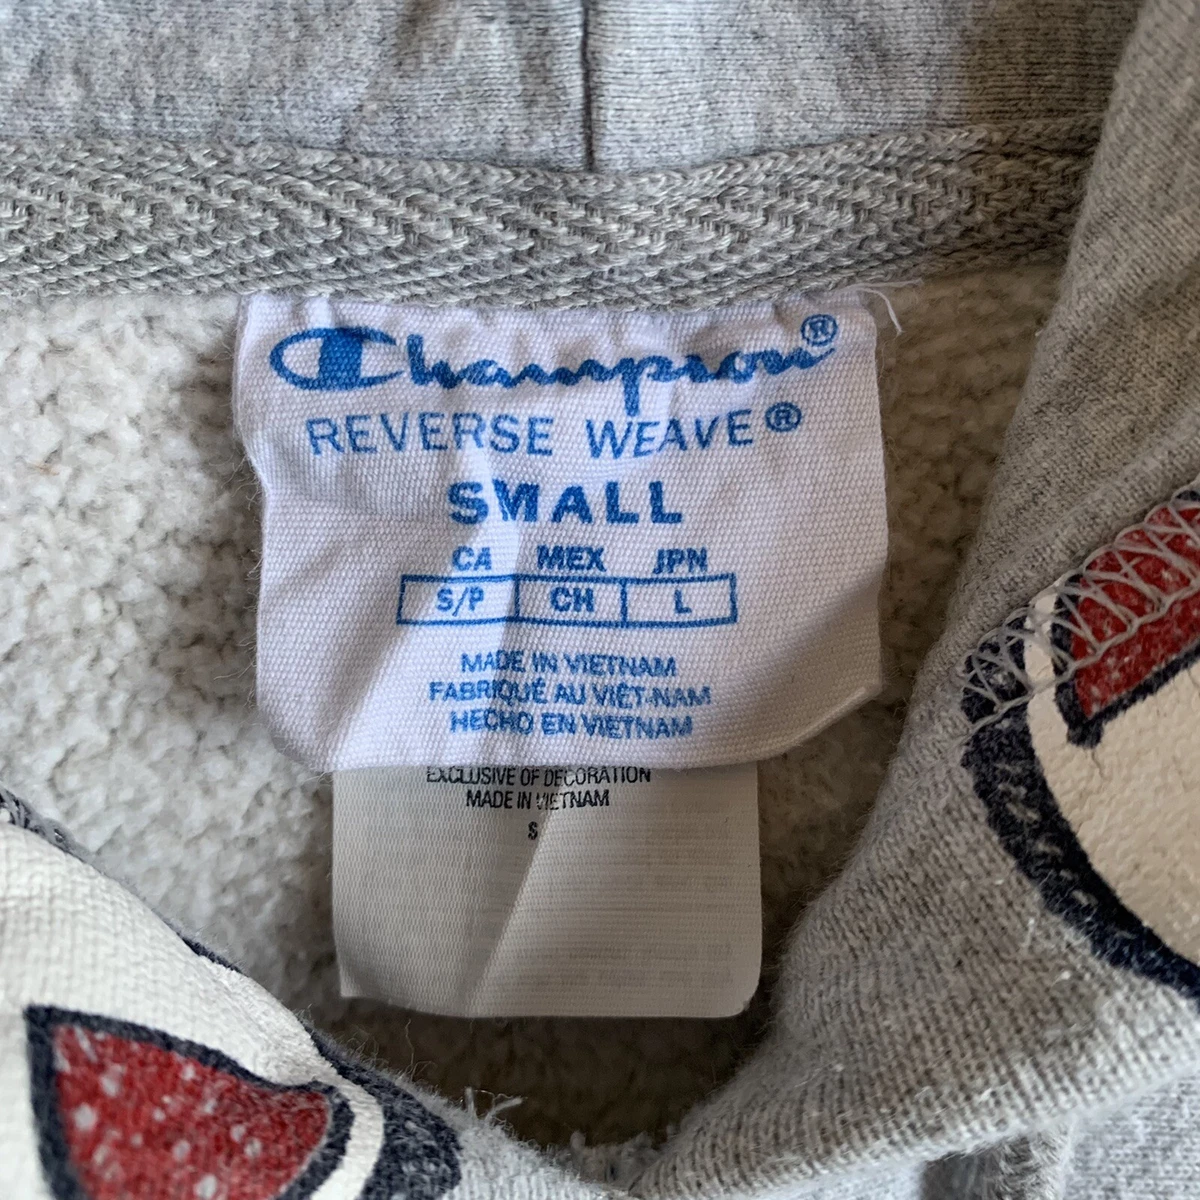 Champion®
REVERSE WEAVE®
SMALL
CA MEX JPN
S/P CH L
MADE IN VIETNAM
FABRIQUÉ AU VIÊT-NAM
HECHO EN VIETNAM
EXCLUSIVE OF DECORATION
MADE IN VIETNAM
S